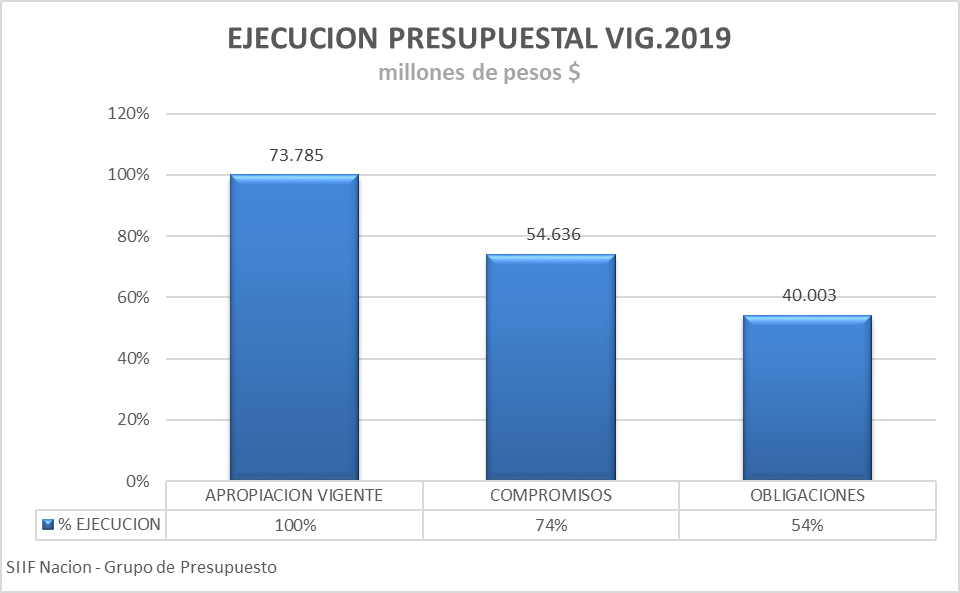 EJECUCION PRESUPUESTAL VIG.2019
millones de pesos $
120%
100%
80%
60%
40%
20%
0%
73.785
54.636
40.003
APROPIACION VIGENTE COMPROMISOS OBLIGACIONES
% EJECUCION 100% 74% 54%
SIIF Nacion - Grupo de Presupuesto